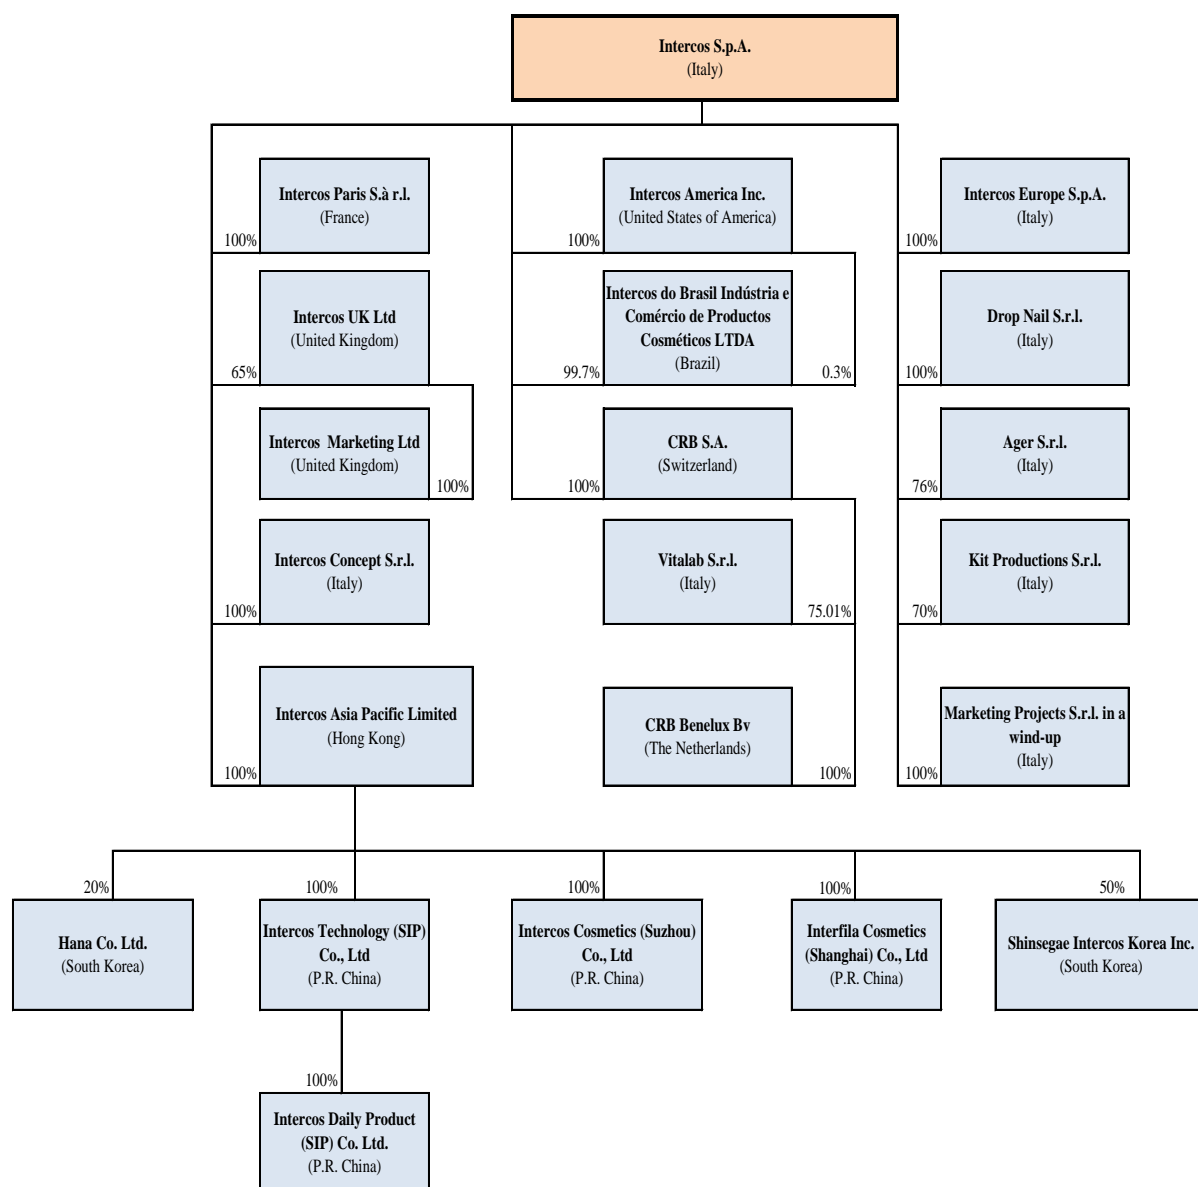 Intercos S.p.A.
(Italy)
Intercos Paris S.à r.l.
(France)
100%
Intercos America Inc.
(United States of America)
100%
Intercos Europe S.p.A.
(Italy)
100%
Intercos UK Ltd
(United Kingdom)
65%
Intercos do Brasil Indústria e
Comércio de Productos
Cosméticos LTDA
(Brazil)
99.7%
0.3%
Drop Nail S.r.l.
(Italy)
100%
Intercos Marketing Ltd
(United Kingdom)
100%
CRB S.A.
(Switzerland)
100%
Ager S.r.l.
(Italy)
76%
Intercos Concept S.r.l.
(Italy)
100%
Vitalab S.r.l.
(Italy)
75.01%
Kit Productions S.r.l.
(Italy)
70%
Intercos Asia Pacific Limited
(Hong Kong)
100%
CRB Benelux Bv
(The Netherlands)
100%
Marketing Projects S.r.l. in a
wind-up
(Italy)
100%
20%
Hana Co. Ltd.
(South Korea)
100%
Intercos Technology (SIP)
Co., Ltd
(P.R. China)
100%
Intercos Cosmetics (Suzhou)
Co., Ltd
(P.R. China)
100%
Interfila Cosmetics
(Shanghai) Co., Ltd
(P.R. China)
50%
Shinsegae Intercos Korea Inc.
(South Korea)
100%
Intercos Daily Product
(SIP) Co. Ltd.
(P.R. China)